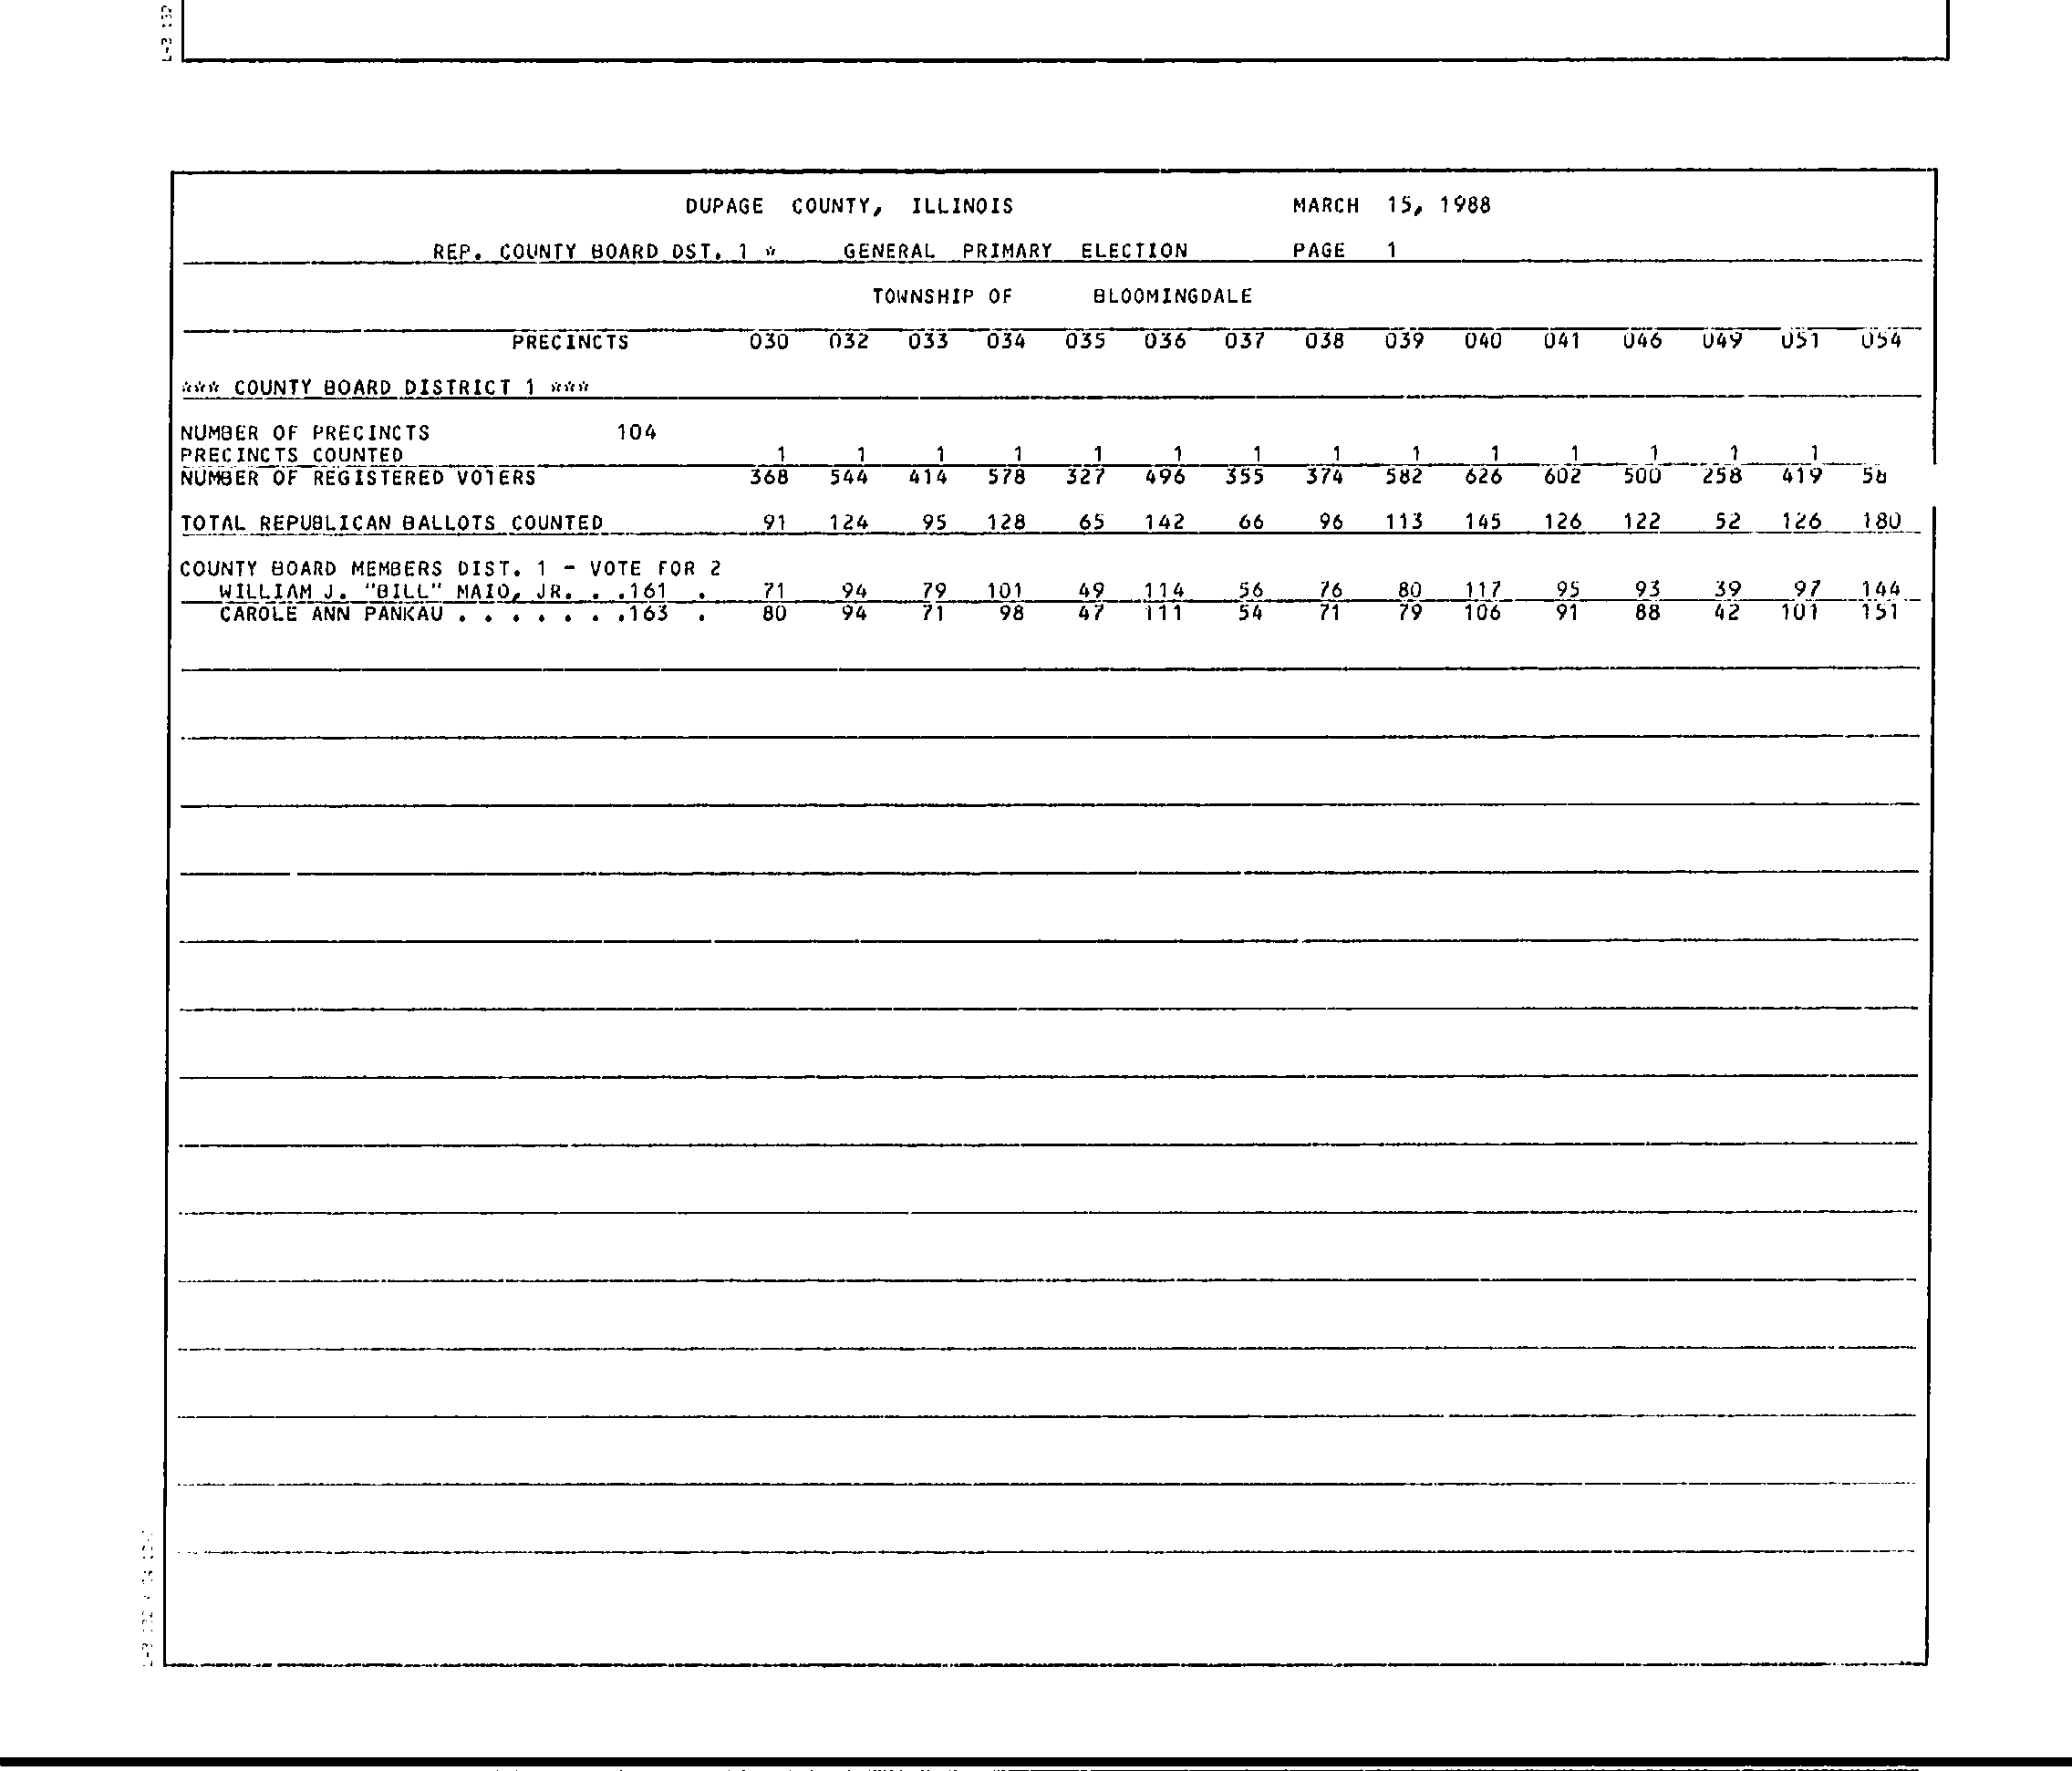 DUPAGE COUNTY, ILLINOIS MARCH 15, 1988
REP. COUNTY BOARD DST. 1 * GENERAL PRIMARY ELECTION PAGE 1
TOWNSHIP OF BLOOMINGDALE
PRECINCTS 030 032 033 034 035 036 037 038 039 040 041 046 049 051 054
*** COUNTY BOARD DISTRICT 1 ***
NUMBER OF PRECINCTS 104
PRECINCTS COUNTED 1 1 1 1 1 1 1 1 1 1 1 1 1 1
NUMBER OF REGISTERED VOTERS 368 544 414 578 327 496 355 374 582 626 602 500 258 419
TOTAL REPUBLICAN BALLOTS COUNTED 91 124 95 128 65 142 66 96 113 145 126 122 52 126 180
COUNTY BOARD MEMBERS DIST. 1 - VOTE FOR 2
WILLIAM J. "BILL" MAIO, JR. . .161 . 71 94 79 101 49 114 56 76 80 117 95 93 39 97 144
CAROLE ANN PANKAU . . . . . . .163 . 80 94 71 98 47 111 54 71 79 106 91 88 42 101 151